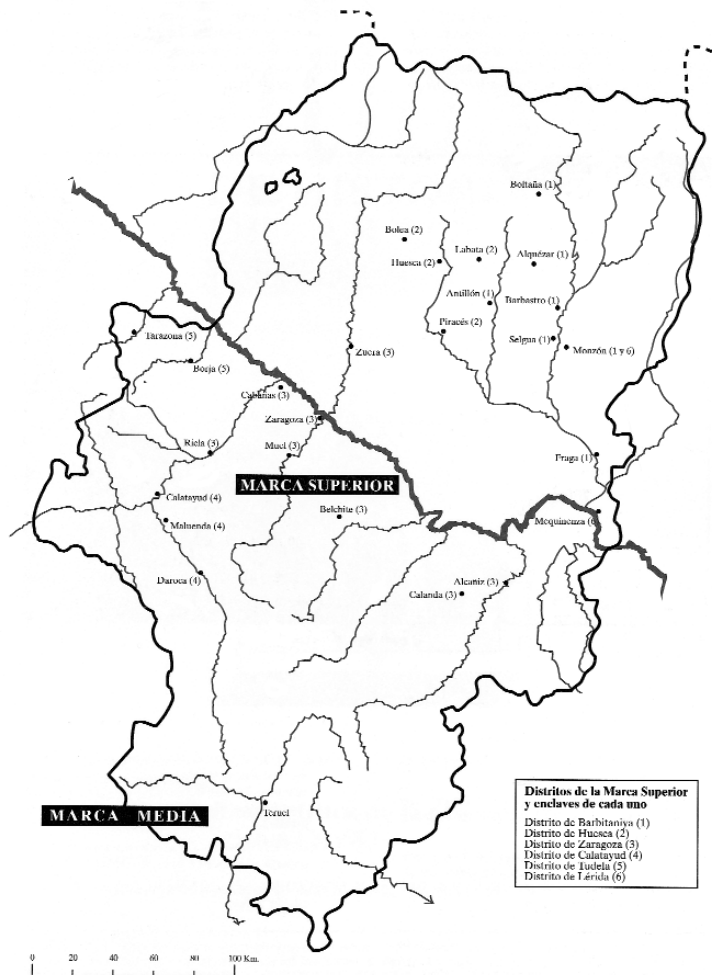 Boltaña (1)
Bolea (2)
Huesca (2)
Labata (2)
Alquézar (1)
Antillón (1)
Barbastro (1)
Piracés (2)
Selgua (1)
Monzón (1 y 6)
Tarazona (5)
Borja (5)
Zuera (3)
Cabañas (3)
Zaragoza (3)
Ricla (3)
Muel (3)
Fraga (1)
MARCA SUPERIOR
Calatayud (4)
Belchite (3)
Mequinenza (6)
Maluenda (4)
Daroca (4)
Alcañiz (3)
Calanda (3)
MARCA MEDIA
Teruel
Distritos de la Marca Superior
y enclaves de cada uno
Distrito de Barbitaniya (1)
Distrito de Huesca (2)
Distrito de Zaragoza (3)
Distrito de Calatayud (4)
Distrito de Tudela (5)
Distrito de Lérida (6)
0 20 40 60 80 100 Km.